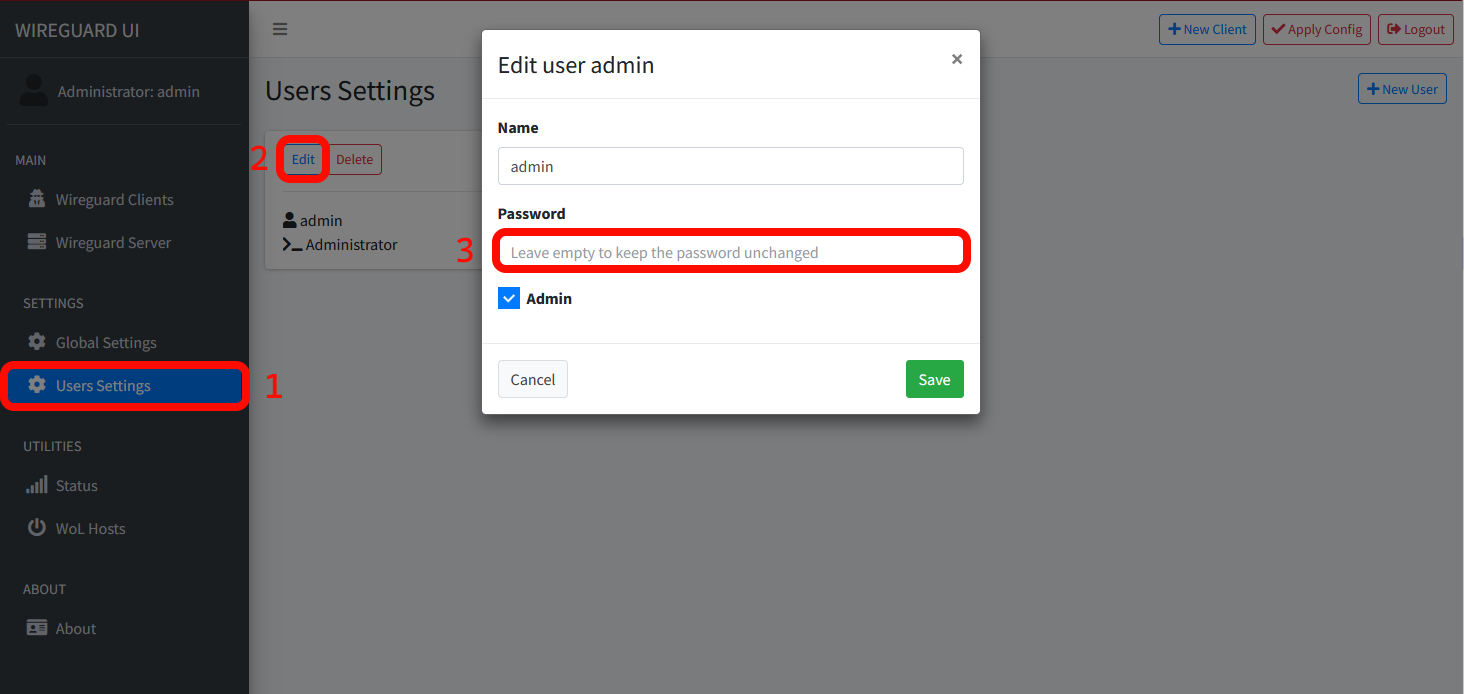 WIREGUARD UI
New Client
Apply Config
Logout
Administrator: admin
Users Settings
New User
2
Edit
Delete
admin
Administrator
MAIN
Wireguard Clients
Wireguard Server
SETTINGS
Global Settings
Users Settings
1
UTILITIES
Status
WoL Hosts
ABOUT
About
Edit user admin
×
Name
admin
Password
3
Leave empty to keep the password unchanged
Admin
Cancel
Save